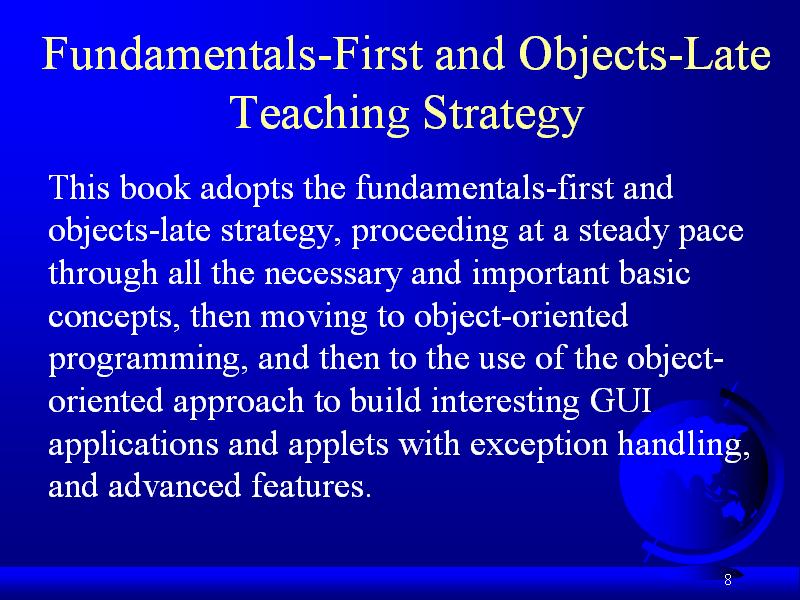 Fundamentals-First and Objects-Late
Teaching Strategy
This book adopts the fundamentals-first and
objects-late strategy, proceeding at a steady pace
through all the necessary and important basic
concepts, then moving to object-oriented
programming, and then to the use of the object-
oriented approach to build interesting GUI
applications and applets with exception handling,
and advanced features.
8